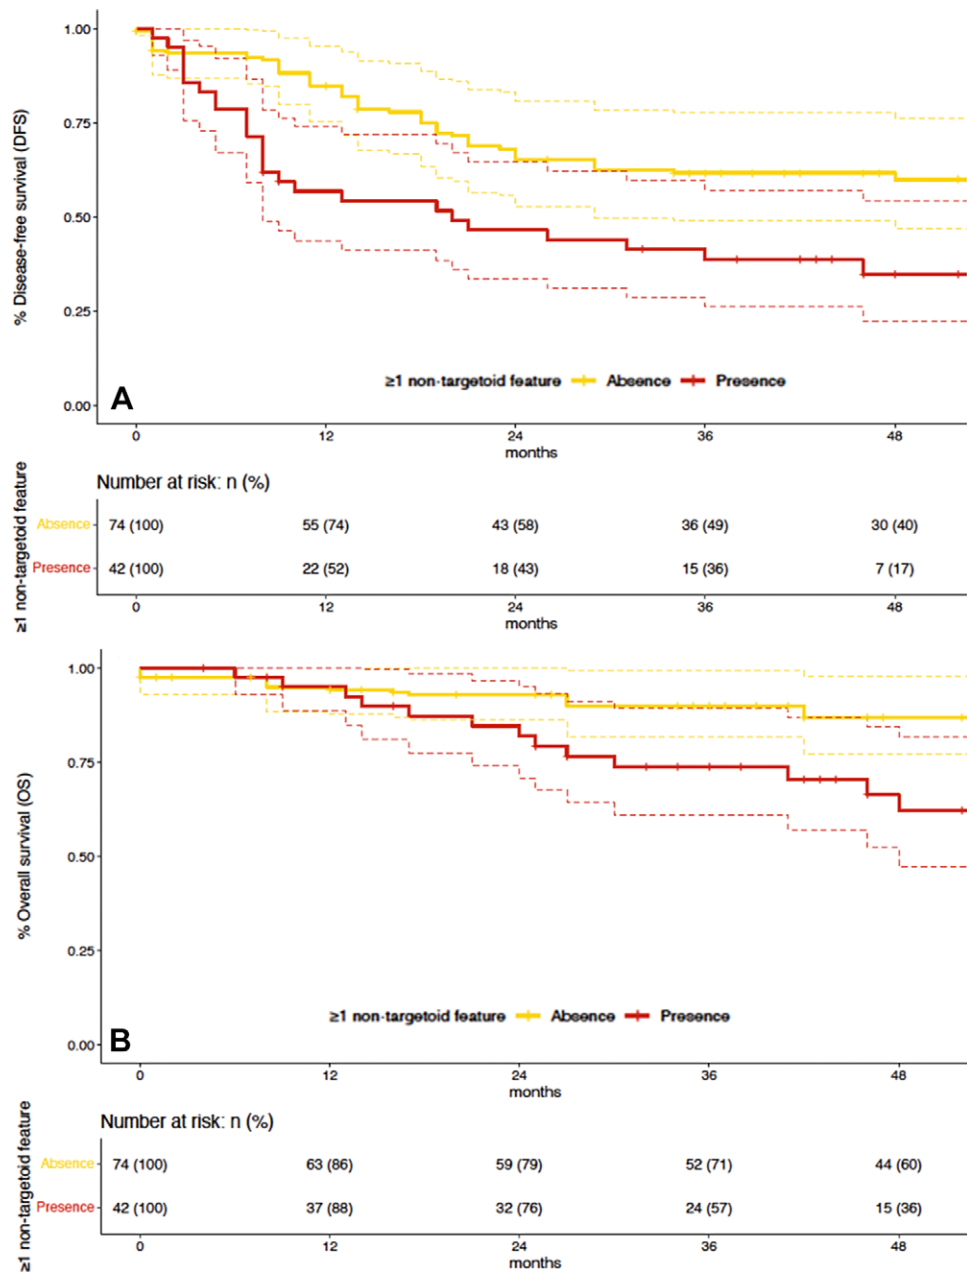 % Disease-free survival (DFS)
1.00
0.75
0.50
0.25
0.00
A
≥1 non-targetoid feature Absence Presence
0 12 24 36 48
months
Number at risk: n (%)
≥1 non-targetoid feature
Absence 74 (100) 55 (74) 43 (58) 36 (49) 30 (40)
Presence 42 (100) 22 (52) 18 (43) 15 (36) 7 (17)
0 12 24 36 48
months
% Overall survival (OS)
1.00
0.75
0.50
0.25
0.00
B
≥1 non-targetoid feature Absence Presence
0 12 24 36 48
months
Number at risk: n (%)
≥1 non-targetoid feature
Absence 74 (100) 63 (86) 59 (79) 52 (71) 44 (60)
Presence 42 (100) 37 (88) 32 (76) 24 (57) 15 (36)
0 12 24 36 48
months